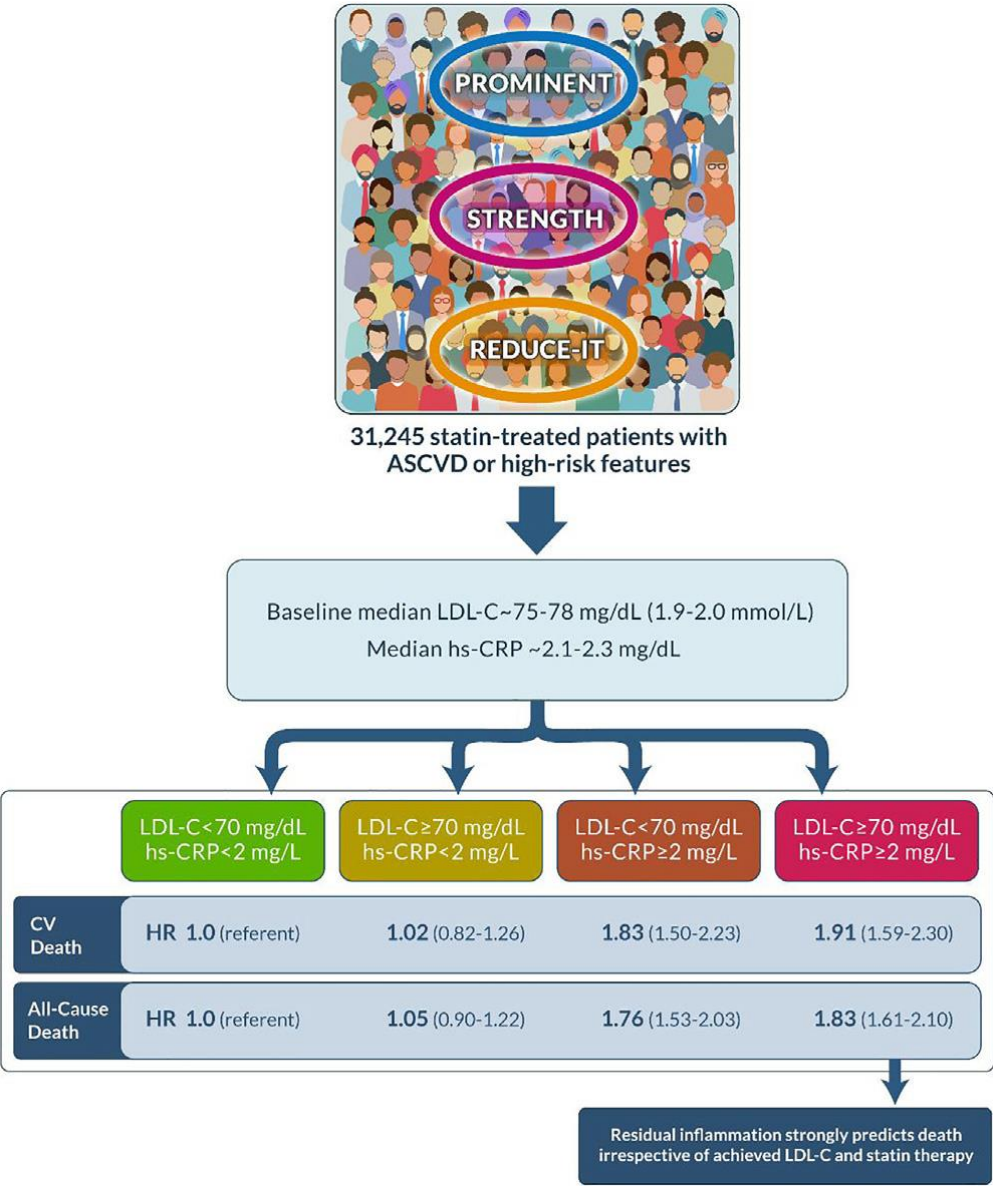 PROMINENT
STRENGTH
REDUCE-IT
31,245 statin-treated patients with
ASCVD or high-risk features
Baseline median LDL-C~75-78 mg/dL (1.9-2.0 mmol/L)
Median hs-CRP ~2.1-2.3 mg/dL
LDL-C<70 mg/dL
hs-CRP<2 mg/L
LDL-C≥70 mg/dL
hs-CRP<2 mg/L
LDL-C<70 mg/dL
hs-CRP≥2 mg/L
LDL-C≥70 mg/dL
hs-CRP≥2 mg/L
CV
Death
HR 1.0 (referent)
1.02 (0.82-1.26)
1.83 (1.50-2.23)
1.91 (1.59-2.30)
All-Cause
Death
HR 1.0 (referent)
1.05 (0.90-1.22)
1.76 (1.53-2.03)
1.83 (1.61-2.10)
Residual inflammation strongly predicts death
irrespective of achieved LDL-C and statin therapy